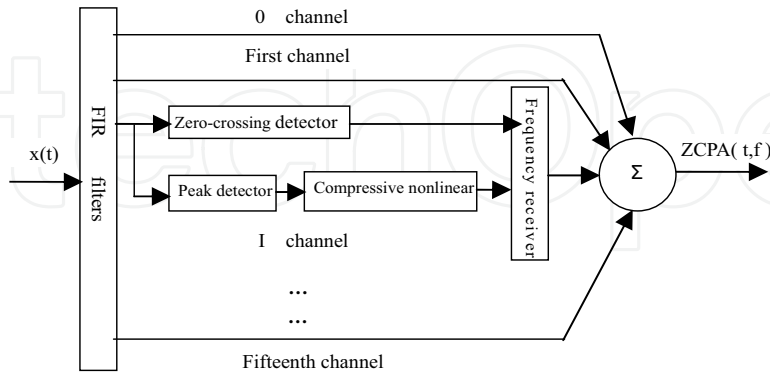 0 channel
First channel
FIR filters
Zero-crossing detector
Frequency receiver
x(t)
ZCPA( t,f )
Σ
Peak detector
Compressive nonlinear
I channel
...
...
Fifteenth channel